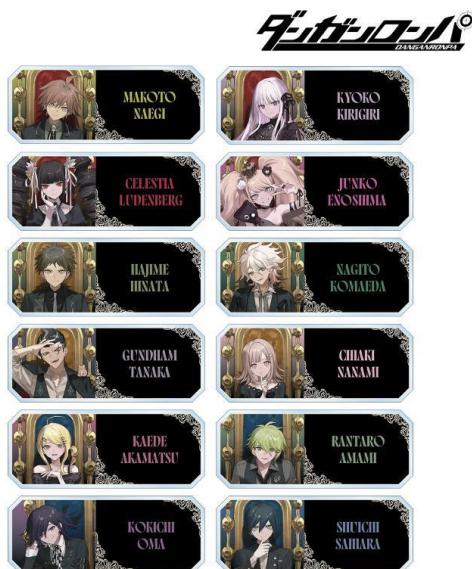 ダンガンロンパ
DANGANRONPA
MAKOTO
NAEGI
KYOKO
KIRIGIRI
CELESTIA
LUDENBERG
JUNKO
ENOSHIMA
HAJIME
HINATA
NAGITO
KOMAEDA
GUNDHAM
TANAKA
CHIAKI
NANAMI
KAEDE
AKAMATSU
RANTARO
AMAMI
KOKICHI
OMA
SHUICHI
SAIHARA